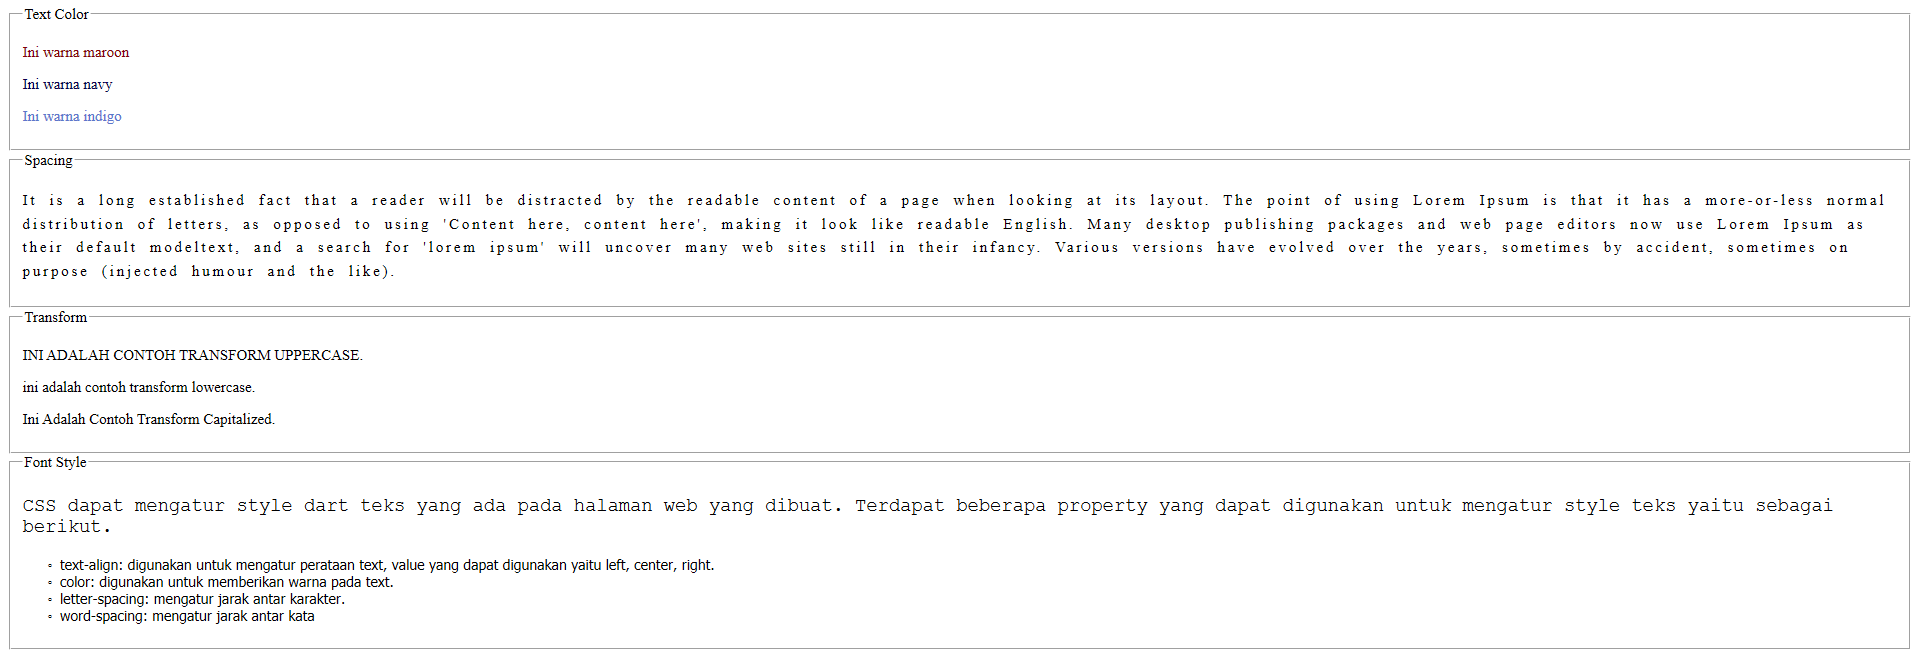 Text Color
Ini warna maroon
Ini warna navy
Ini warna indigo
Spacing
It is a long established fact that a reader will be distracted by the readable content of a page when looking at its layout. The point of using Lorem Ipsum is that it has a more-or-less normal
distribution of letters, as opposed to using 'Content here, content here', making it look like readable English. Many desktop publishing packages and web page editors now use Lorem Ipsum as
their default modeltext, and a search for 'lorem ipsum' will uncover many web sites still in their infancy. Various versions have evolved over the years, sometimes by accident, sometimes on
purpose (injected humour and the like).
Transform
INI ADALAH CONTOH TRANSFORM UPPERCASE.
ini adalah contoh transform lowercase.
Ini Adalah Contoh Transform Capitalized.
Font Style
CSS dapat mengatur style dart teks yang ada pada halaman web yang dibuat. Terdapat beberapa property yang dapat digunakan untuk mengatur style teks yaitu sebagai
berikut.
◦ text-align: digunakan untuk mengatur perataan text, value yang dapat digunakan yaitu left, center, right.
◦ color: digunakan untuk memberikan warna pada text.
◦ letter-spacing: mengatur jarak antar karakter.
◦ word-spacing: mengatur jarak antar kata